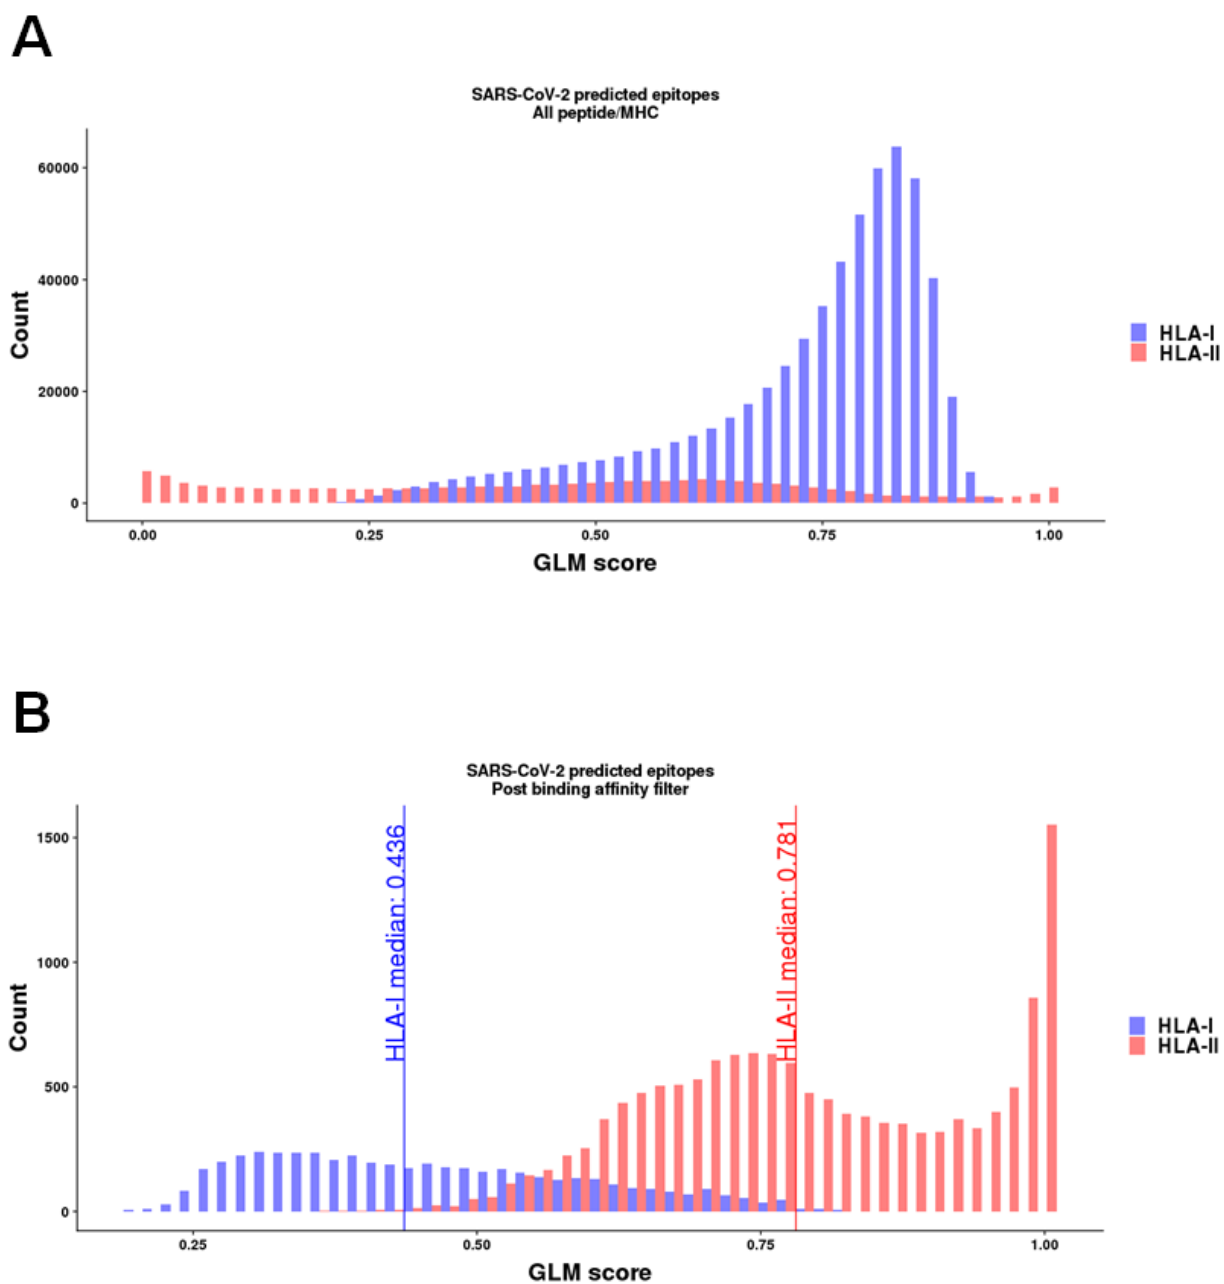 A
SARS-CoV-2 predicted epitopes
All peptide/MHC
60000
40000
20000
0
Count
0.00 0.25 0.50 0.75 1.00
GLM score
HLA-I
HLA-II
B
SARS-CoV-2 predicted epitopes
Post binding affinity filter
1500
1000
500
0
Count
HLA-I median: 0.436
HLA-II median: 0.781
0.25 0.50 0.75 1.00
GLM score
HLA-I
HLA-II